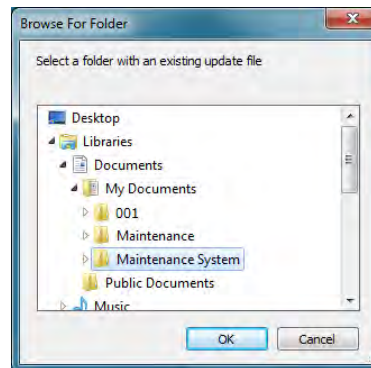 Browse For Folder
Select a folder with an existing update file
Desktop
Libraries
Documents
My Documents
001
Maintenance
Maintenance System
Public Documents
Music
OK Cancel